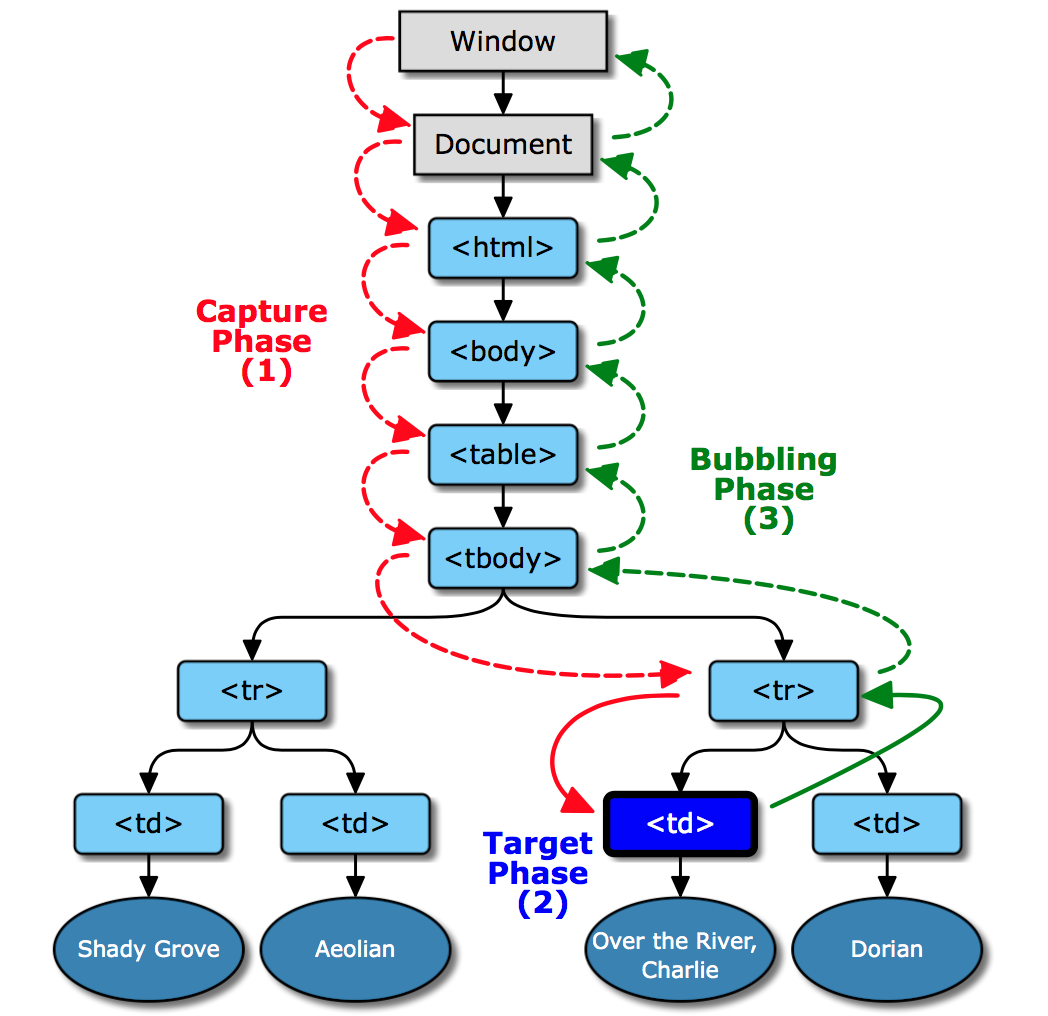 Window
Document
<html>
Capture
Phase
(1)
<body>
<table>
Bubbling
Phase
(3)
<tbody>
<tr>
<tr>
<td>
<td>
<td>
<td>
Target
Phase
(2)
Shady Grove
Aeolian
Over the River,
Charlie
Dorian